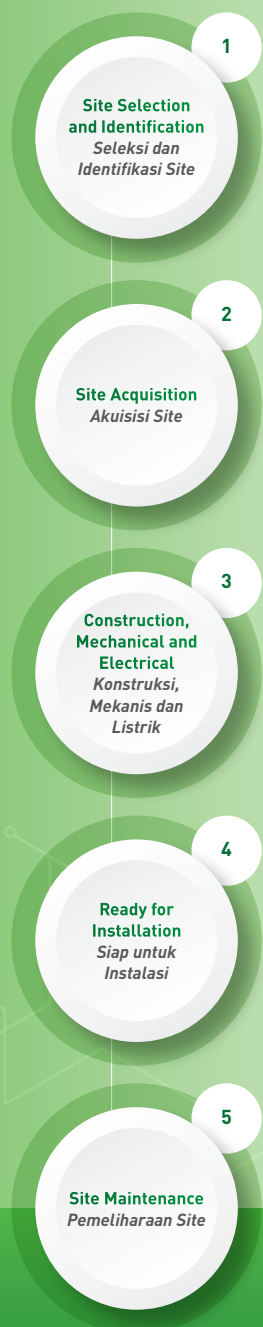 1
Site Selection
and Identification
Seleksi dan
Identifikasi Site
2
Site Acquisition
Akuisisi Site
3
Construction,
Mechanical and
Electrical
Konstruksi,
Mekanis dan
Listrik
4
Ready for
Installation
Siap untuk
Instalasi
5
Site Maintenance
Pemeliharaan Site